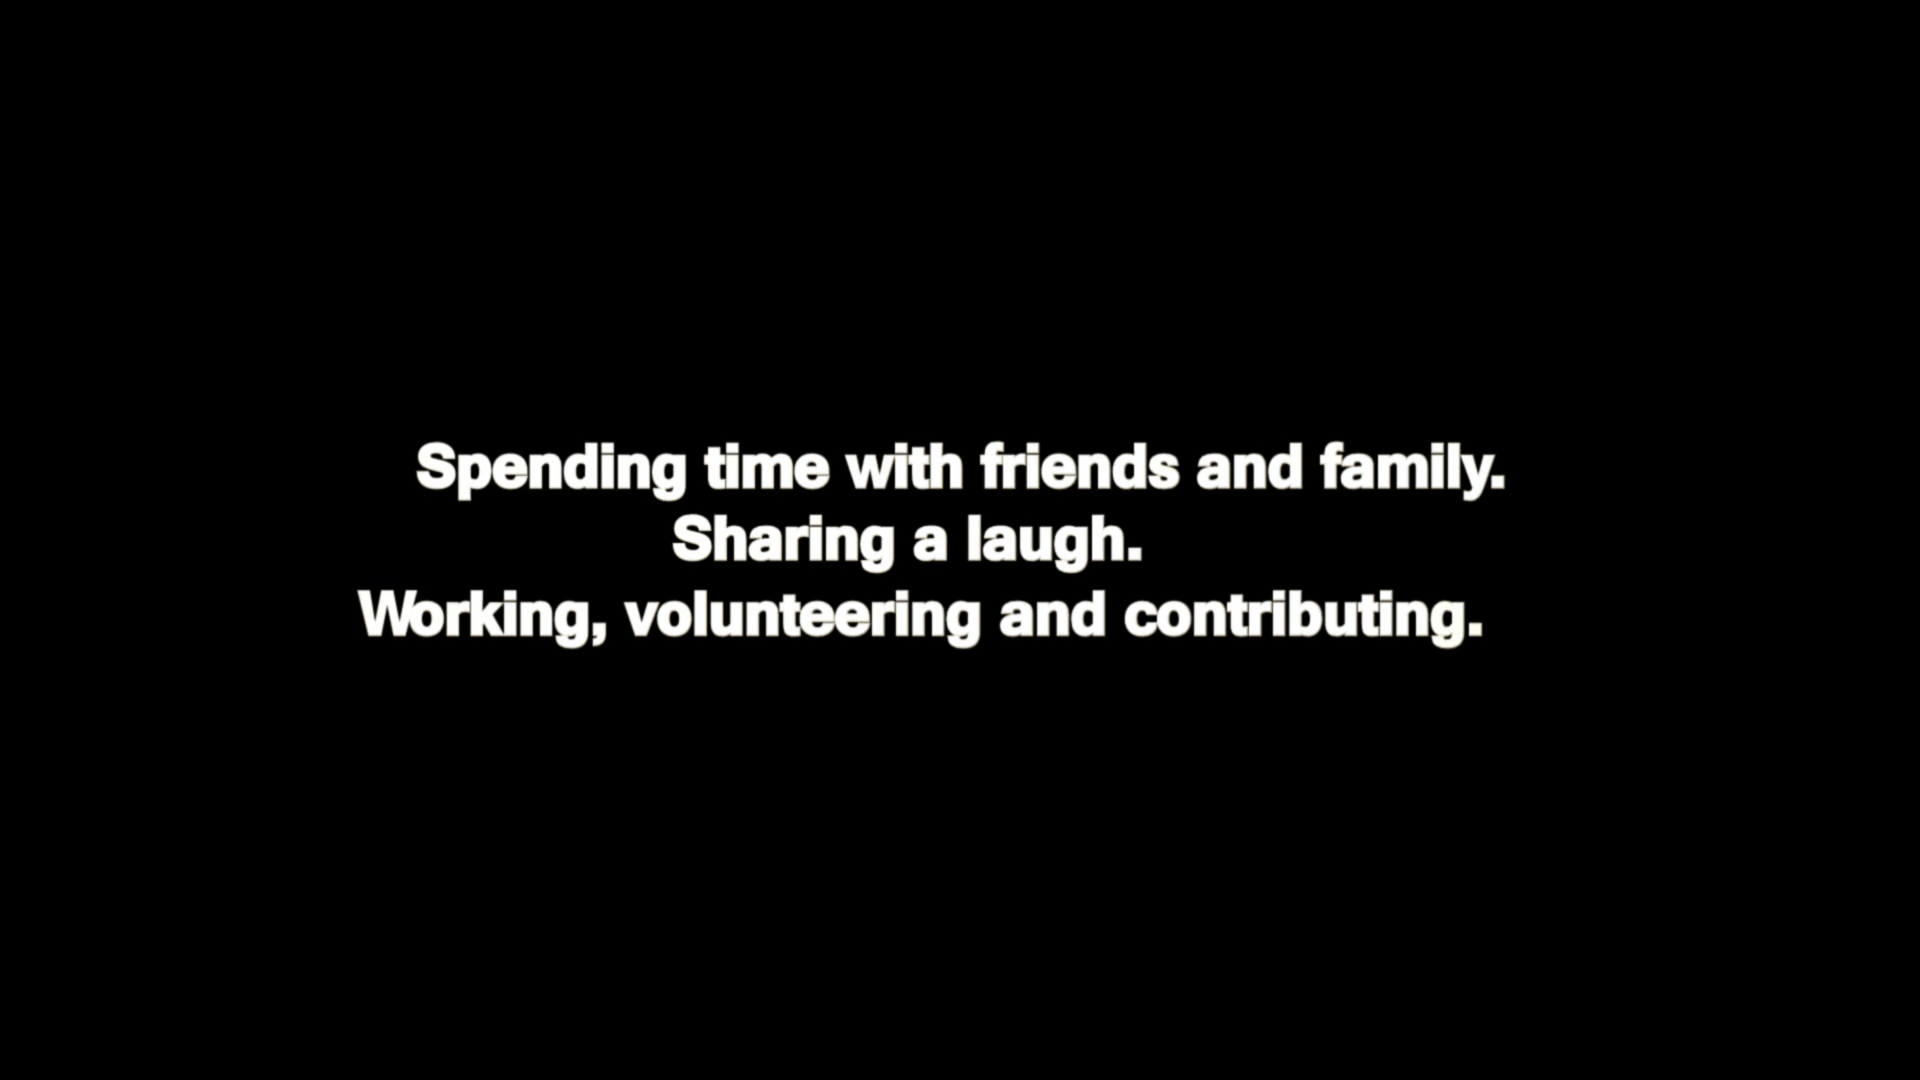 Spending time with friends and family.
Sharing a laugh.
Working, volunteering and contributing.